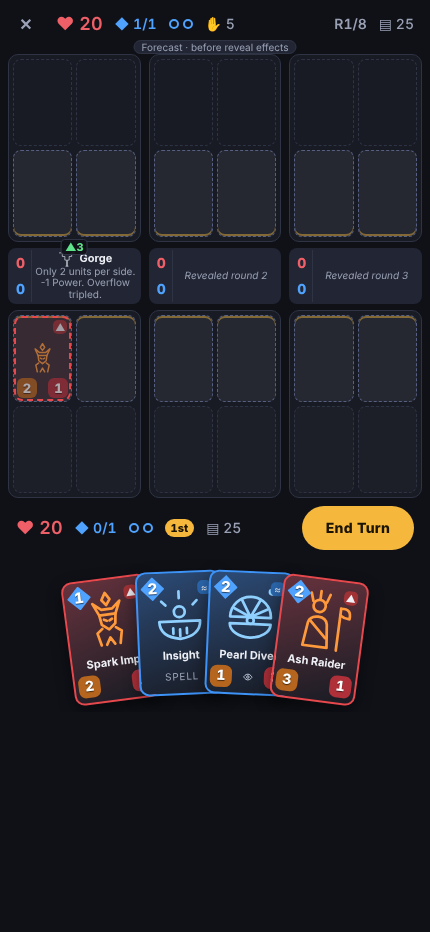 ✕ 20 1/1 5 R1/8 25
Forecast · before reveal effects
3
0 0
Gorge
Only 2 units per side.
-1 Power. Overflow
tripled.
0 0
Revealed round 2
0 0
Revealed round 3
2 1
20 0/1 1st 25
End Turn
1
Spark Imp
2
2
Insight
SPELL
2
Pearl
1
2
Ash Raider
3 1